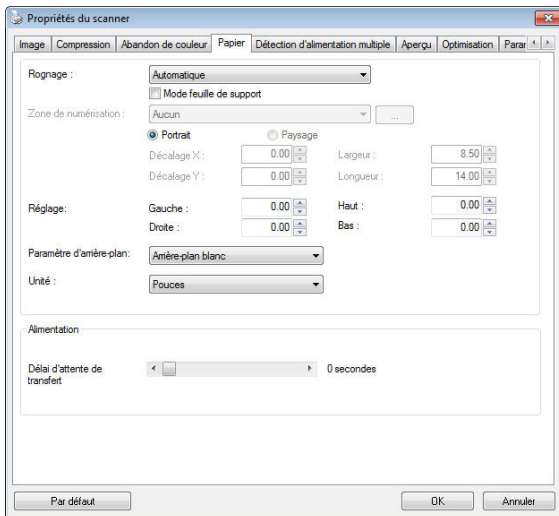 Propriétés du scanner
Image Compression Abandon de couleur Papier Détection d'alimentation multiple Aperçu Optimisation
Rognage : Automatique
Mode feuille de support
Zone de numérisation : Aucun ...
Portrait Paysage
Décalage X : 0.00 Largeur : 8.50
Décalage Y : 0.00 Longueur : 14.00
Réglage: Gauche : 0.00 Haut : 0.00
Droite : 0.00 Bas : 0.00
Paramètre d'arrière-plan: Arrière-plan blanc
Unité : Pouces
Alimentation
Délai d'attente de transfert 0 secondes
Par défaut OK Annuler